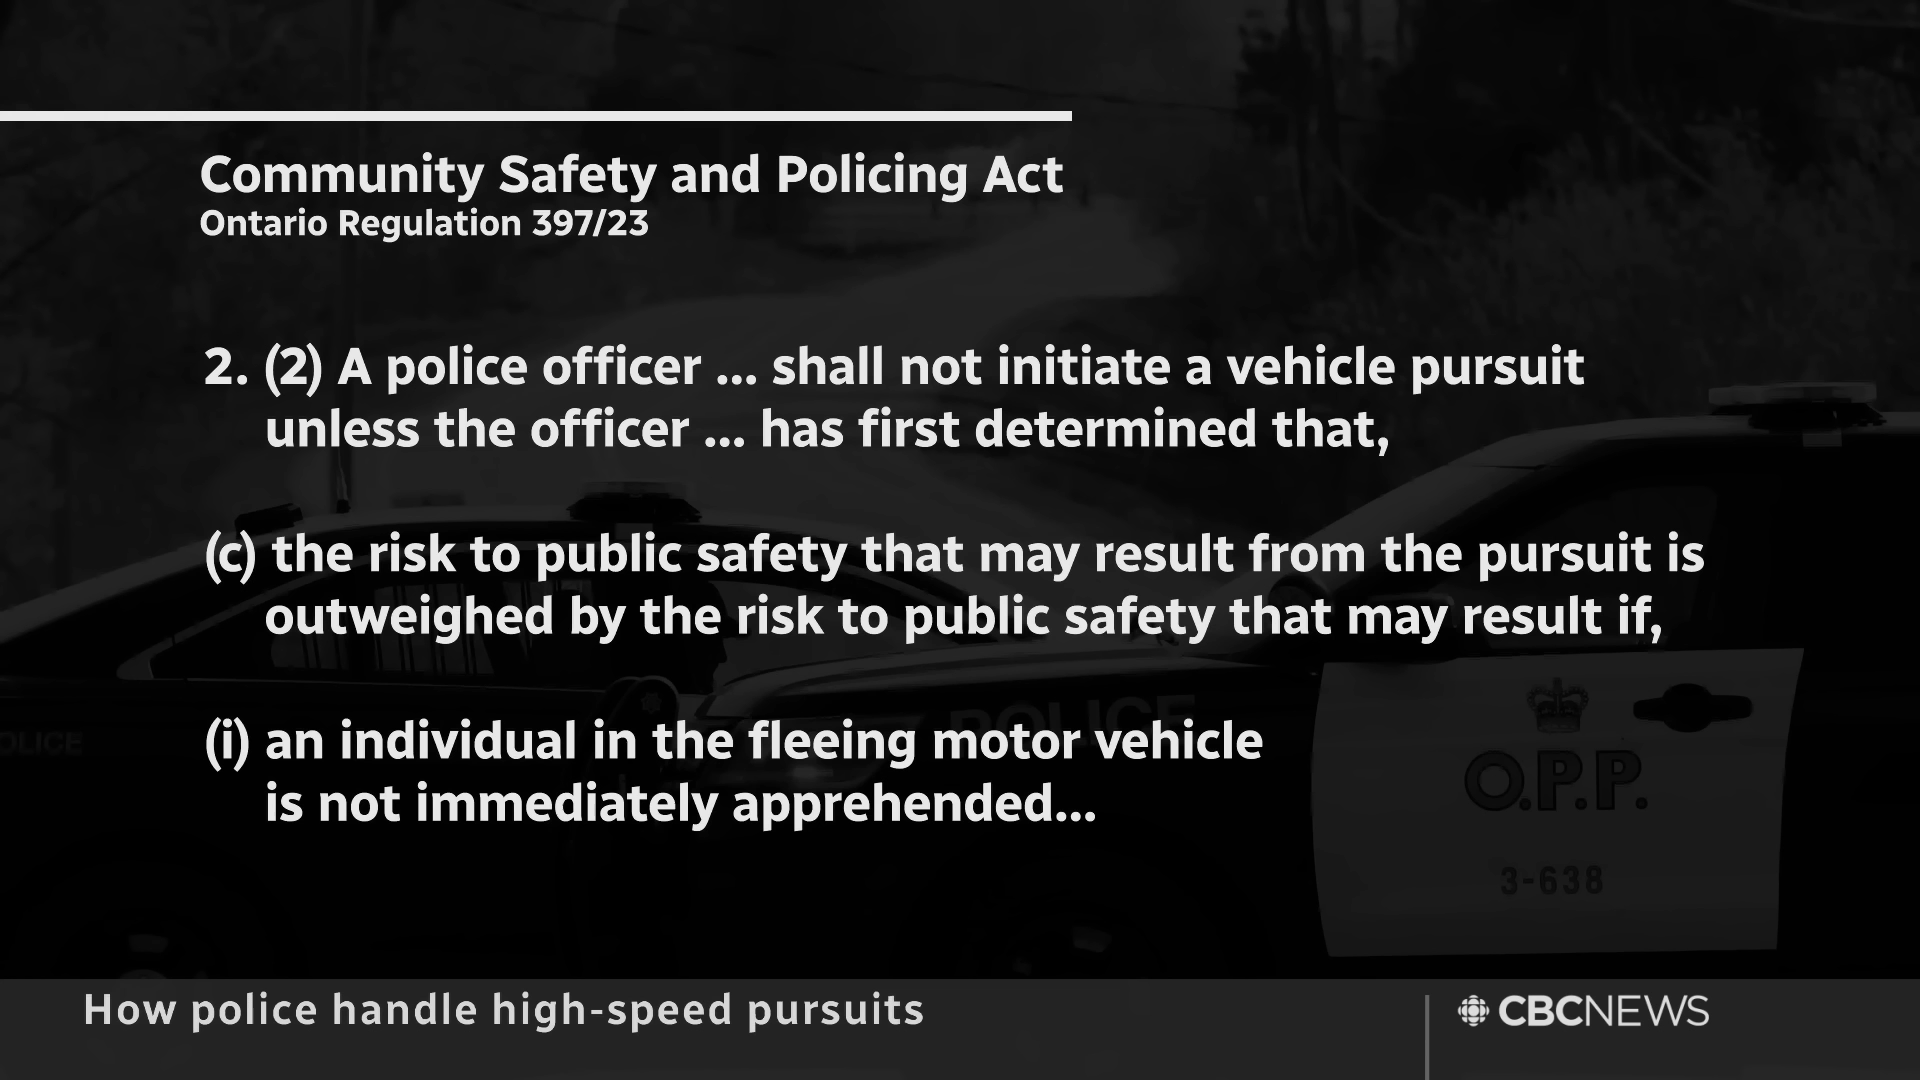 Community Safety and Policing Act
Ontario Regulation 397/23
2. (2) A police officer ... shall not initiate a vehicle pursuit
unless the officer ... has first determined that,
(c) the risk to public safety that may result from the pursuit is
outweighed by the risk to public safety that may result if,
(i) an individual in the fleeing motor vehicle
is not immediately apprehended...
POLICE
OLICE
O.P.P.
3-638
How police handle high-speed pursuits
CBCNEWS